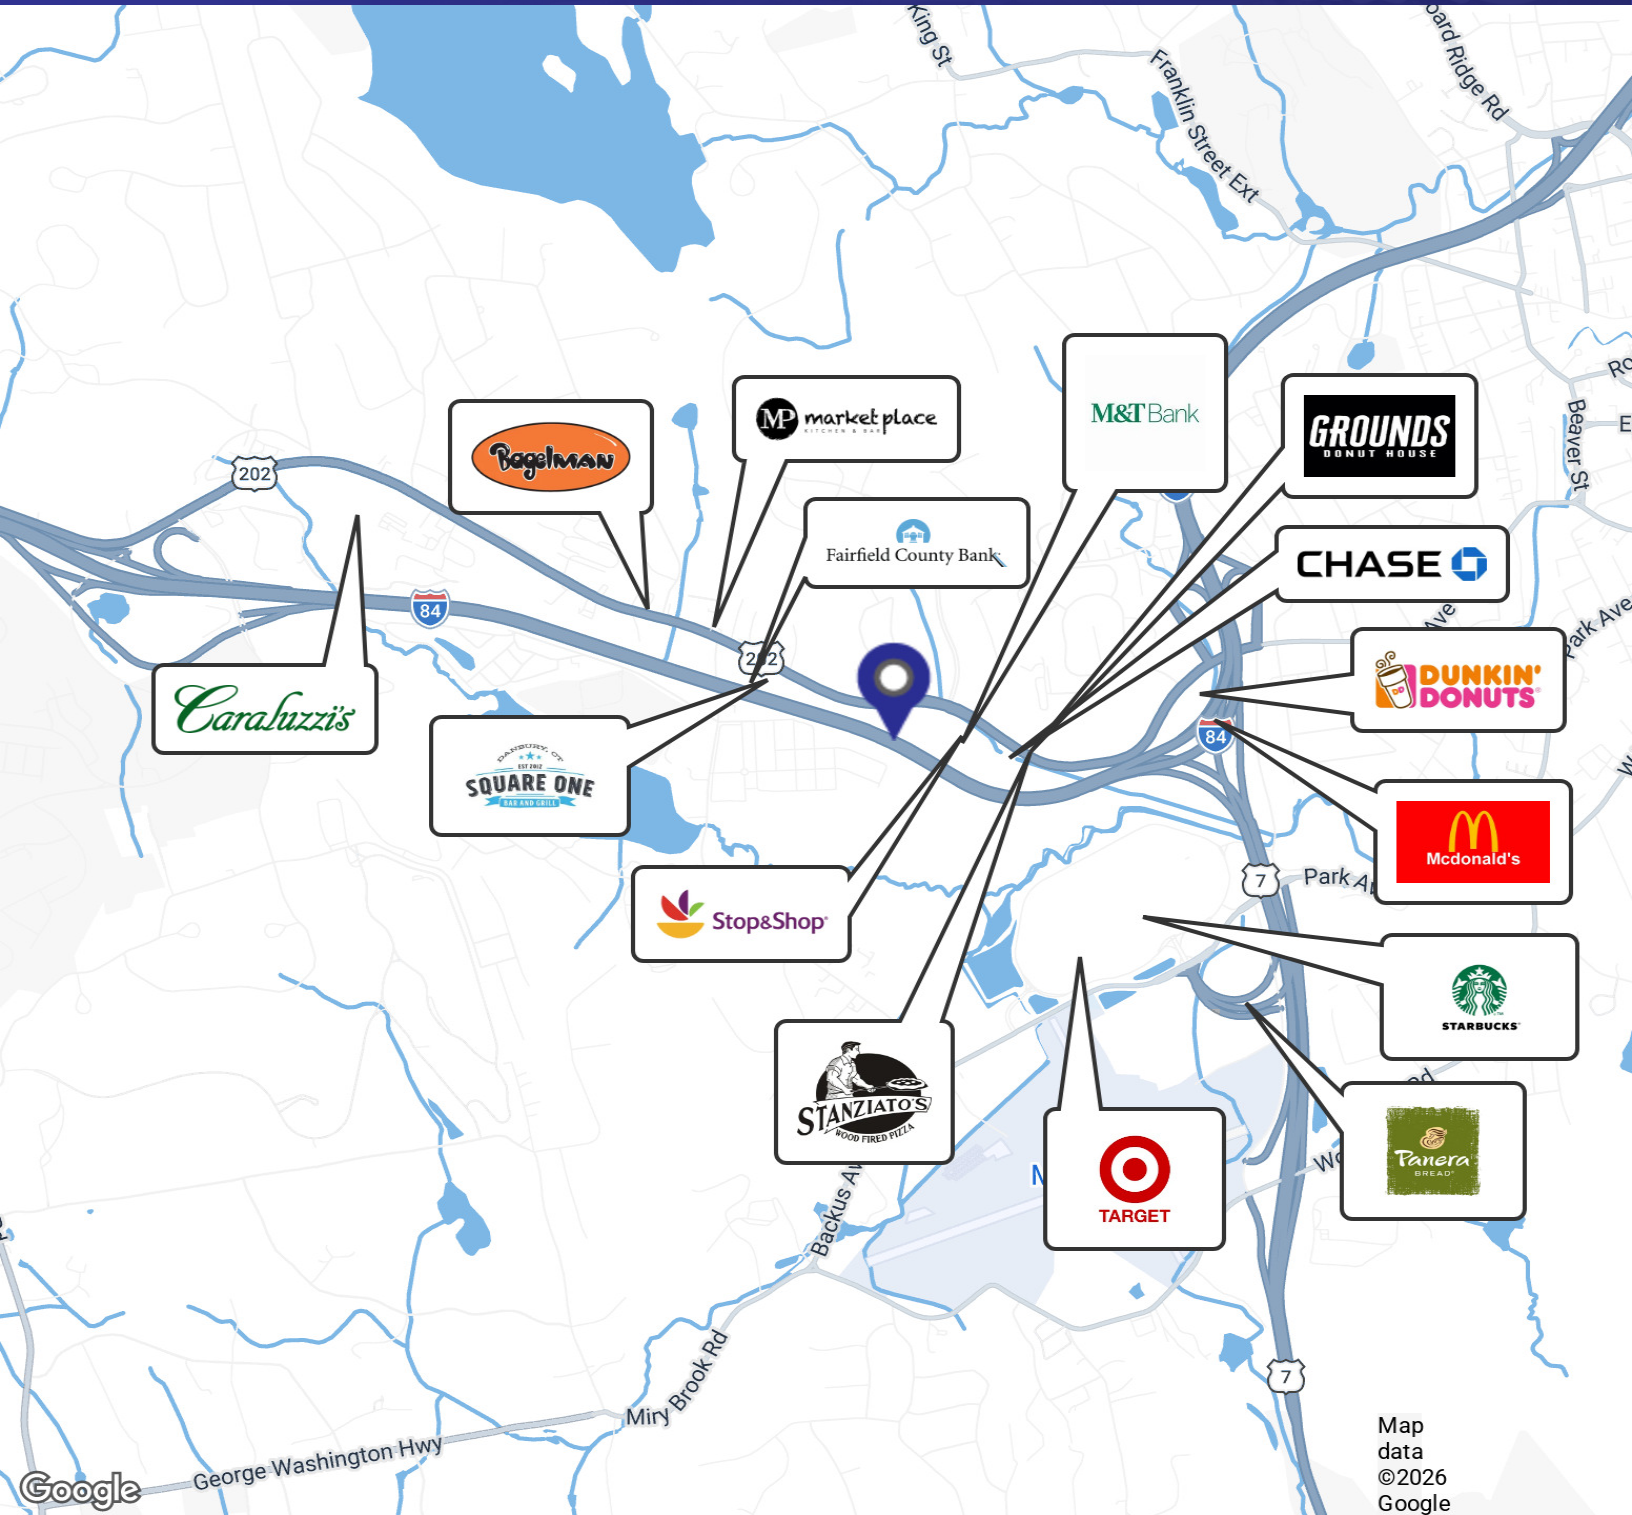 King St
Franklin Street Ext
oard Ridge Rd
Beaver St
202
Bagelman
MP marketplace
KITCHEN & BAR
M&T Bank
GROUNDS
DONUT HOUSE
Fairfield County Bank
CHASE
84
Ave
Park Ave
202
DUNKIN'
DONUTS
Caraluzzi's
84
DANBURY, CT
EST 2012
SQUARE ONE
BAR AND GRILL
Mcdonald's
7
Park Av
Stop&Shop
STARBUCKS
STANZIATO'S
WOOD FIRED PIZZA
Rd
Panera
BREAD
TARGET
Backus Av
Miry Brook Rd
7
George Washington Hwy
Google
Map
data
©2026
Google